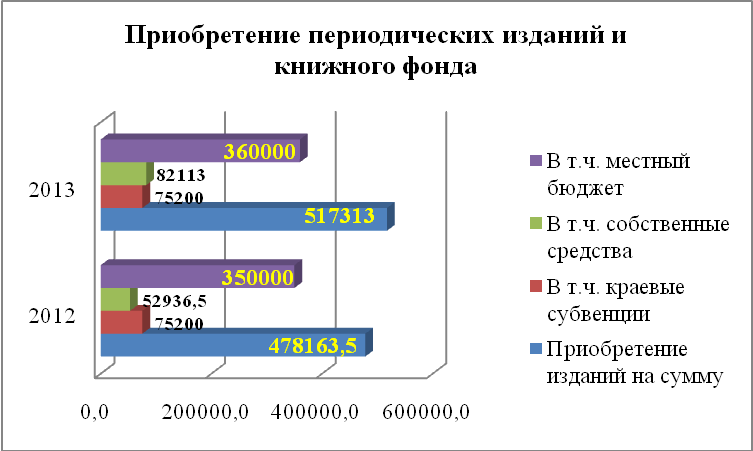 Приобретение периодических изданий и
книжного фонда
2013
360000
82113
75200
517313
2012
350000
52936,5
75200
478163,5
0,0 200000,0 400000,0 600000,0
В т.ч. местный
бюджет
В т.ч. собственные
средства
В т.ч. краевые
субвенции
Приобретение
изданий на сумму